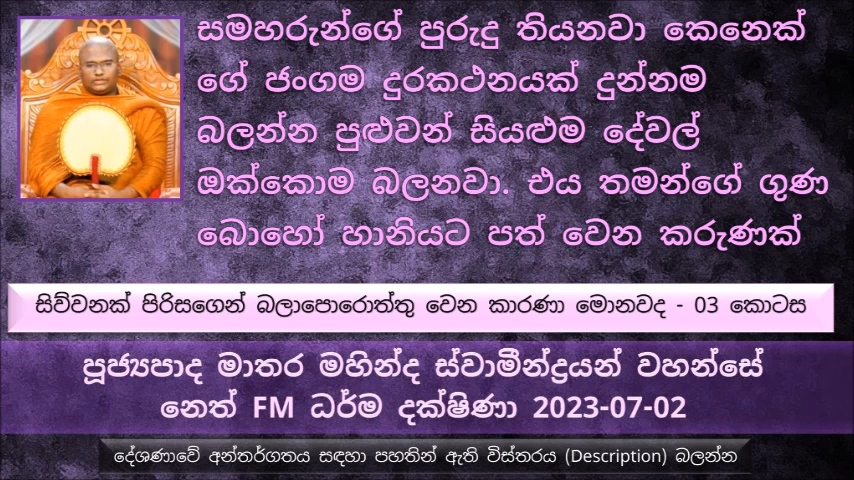 සමහරුන්ගේ පුරුදු තියනවා කෙනෙක්
ගේ ජංගම දුරකථනයක් දුන්නම
බලන්න පුළුවන් සියළුම දේවල්
ඔක්කොම බලනවා. එය තමන්ගේ ගුණ
බොහෝ හානියට පත් වෙන කරුණක්
සිව්වනක් පිරිසගෙන් බලාපොරොත්තු වෙන කාරණා මොනවද - 03 කොටස
පූජ්‍යපාද මාතර මහින්ද ස්වාමීන්ද්‍රයන් වහන්සේ
නෙත් FM ධර්ම දක්ෂිණා 2023-07-02
දේශණාවේ අන්තර්ගතය සඳහා පහතින් ඇති විස්තරය (Description) බලන්න